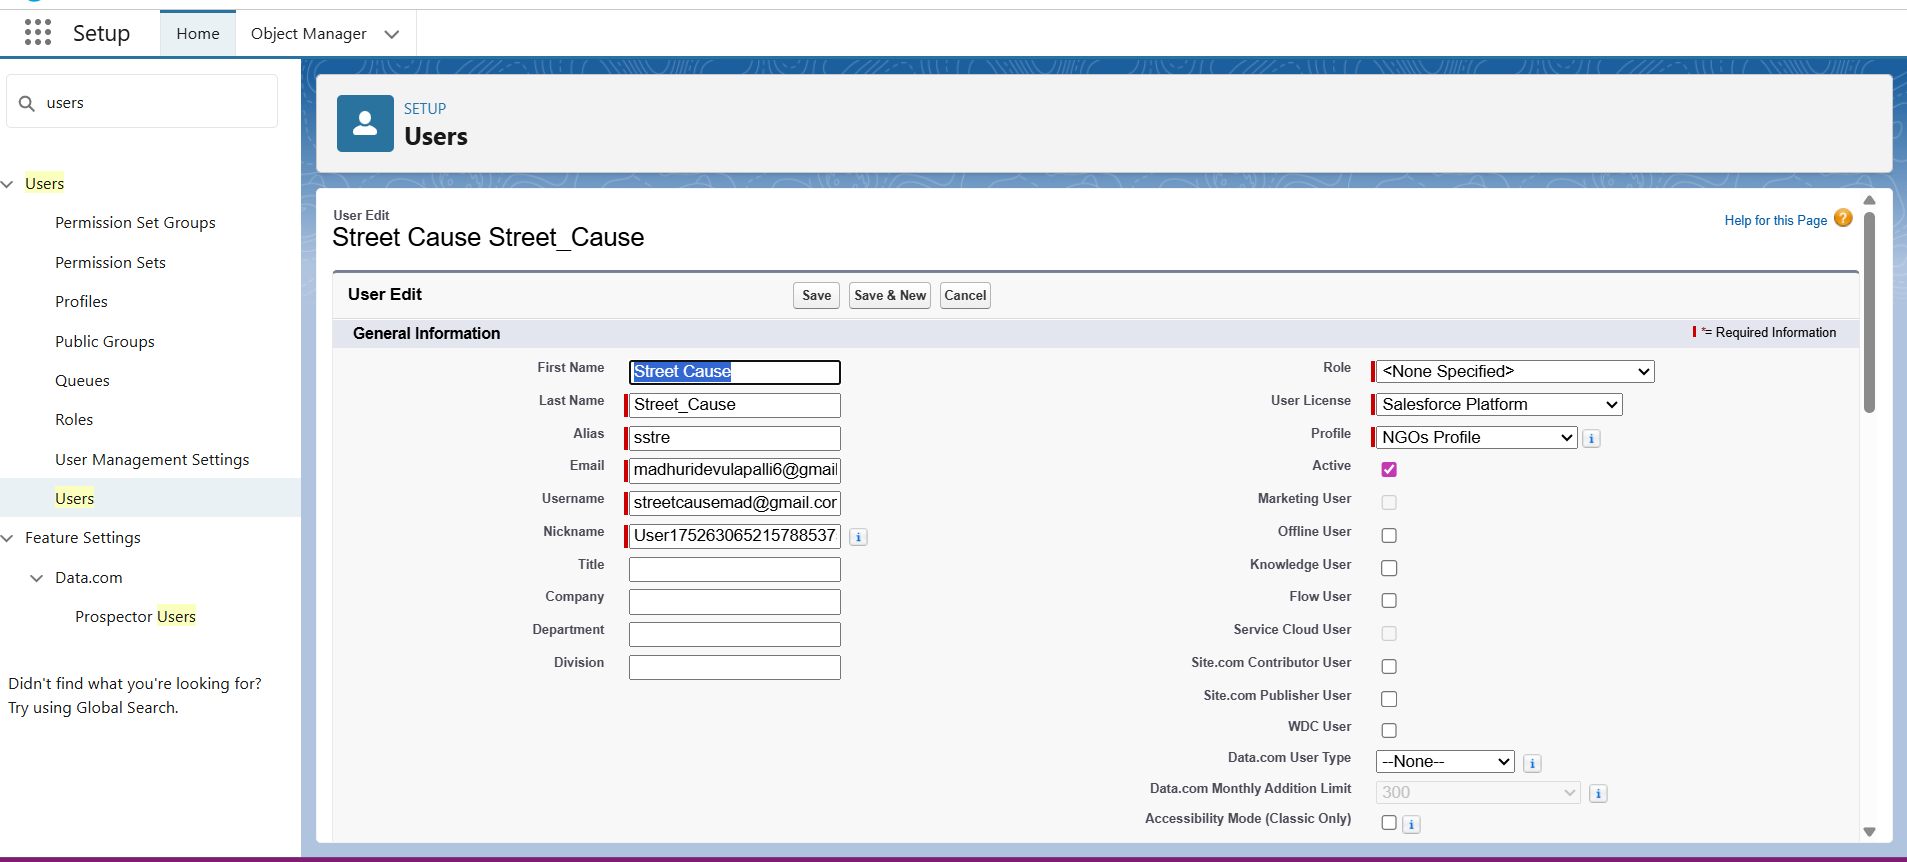 Setup
Home
Object Manager
users
Users
Permission Set Groups
Permission Sets
Profiles
Public Groups
Queues
Roles
User Management Settings
Users
Feature Settings
Data.com
Prospector Users
Didn't find what you're looking for?
Try using Global Search.
SETUP
Users
User Edit
Street Cause Street_Cause
Help for this Page ?
User Edit
Save
Save & New
Cancel
General Information
*= Required Information
First Name Street Cause
Last Name Street_Cause
Alias sstre
Email madhuridevulapalli6@gmail
Username streetcausemad@gmail.cor
Nickname User175263065215788537 i
Title
Company
Department
Division
Role <None Specified>
User License Salesforce Platform
Profile NGOs Profile i
Active
Marketing User
Offline User
Knowledge User
Flow User
Service Cloud User
Site.com Contributor User
Site.com Publisher User
WDC User
Data.com User Type --None-- i
Data.com Monthly Addition Limit 300 i
Accessibility Mode (Classic Only) i